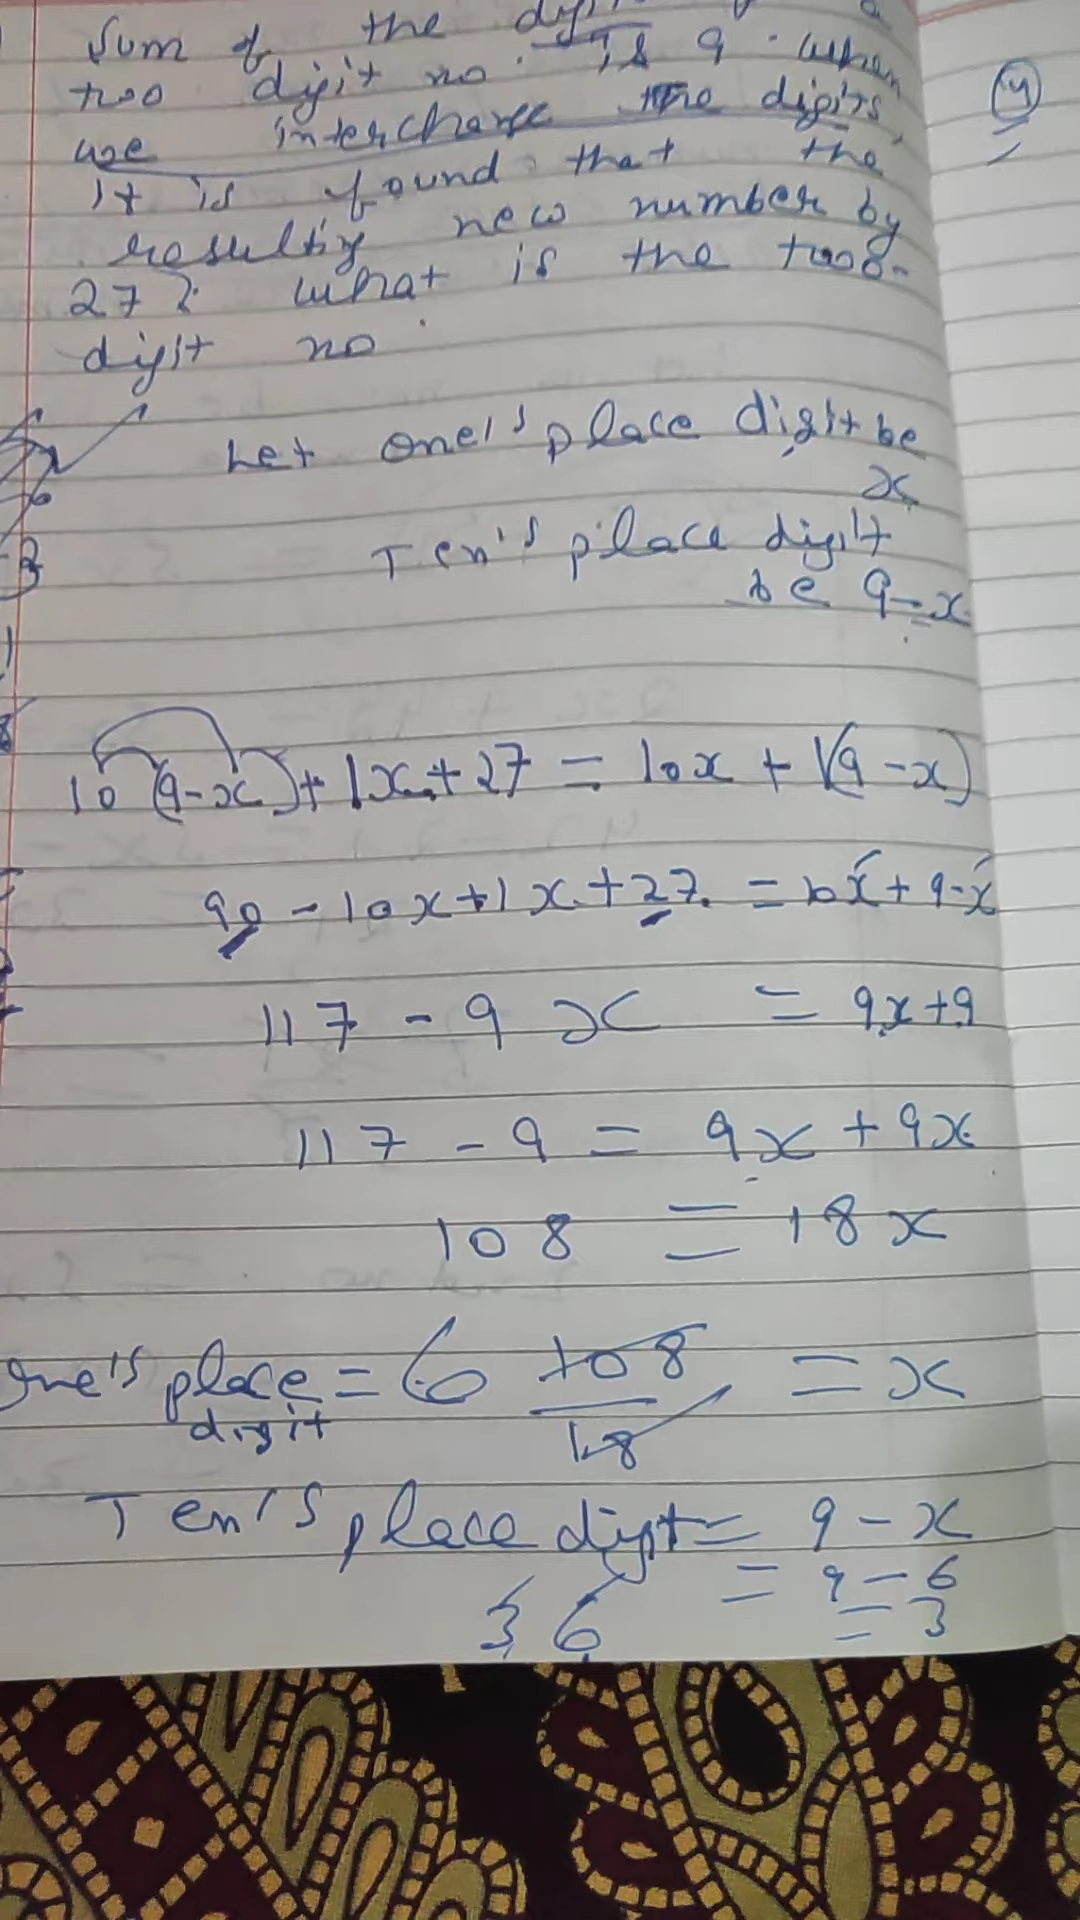 Sum of the
two digit no. is 9. when
we interchange the digits,
it is found that the
resulting new number by
27? what is the two-
digit no.
Let one's place digit be
x
Ten's place digit
be 9-x
10(9-x)+1x+27 = 10x + 1(9-x)
90 - 10x+1x+27 = 10x + 9-x
117 - 9x = 9x+9
117 - 9 = 9x + 9x
108 = 18x
one's place = 6 108/18 = x
digit
Ten's place digit = 9 - x
= 9-6
36 = 3